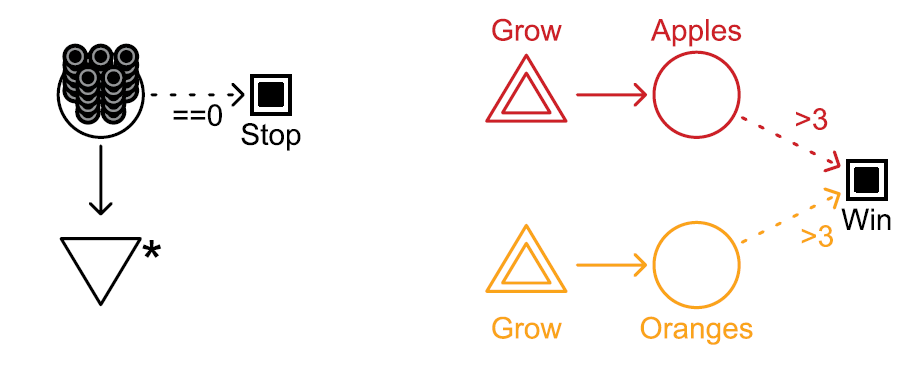 ==0
Stop
*
Grow
Apples
>3
Win
>3
Grow
Oranges